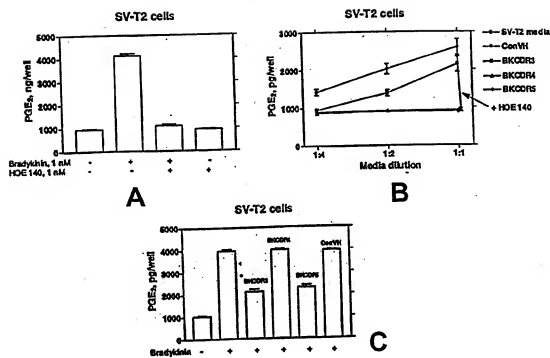 SV-T2 cells
PGE₂, ng/well
5000
4000
3000
2000
1000
0
Bradykinin, 1 nM - + + -
HOE 140, 1 nM - - + +
A
SV-T2 cells
PGE₂, pg/well
3000
2000
1000
0
1:4 1:2 1:1
Media dilution
SV-T2 media
ConVH
BKCDR3
BKCDR4
BKCDR5
+ HOE140
B
SV-T2 cells
PGE₂, pg/well
5000
4000
3000
2000
1000
0
BKCDR3
BKCDR4
BKCDR5
ConVH
Bradykinin - + + + + +
C